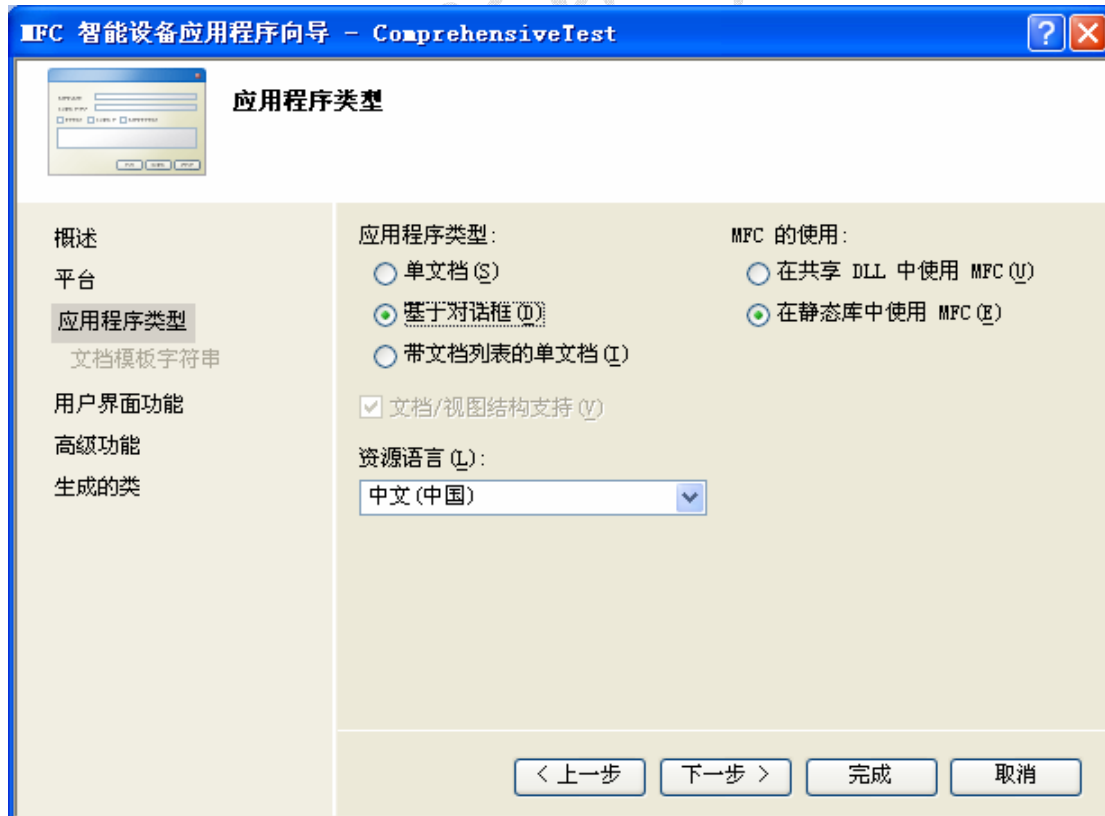 MFC 智能设备应用程序向导 - ComprehensiveTest
应用程序类型
概述
平台
应用程序类型
文档模板字符串
用户界面功能
高级功能
生成的类
应用程序类型:
单文档(S)
基于对话框(D)
带文档列表的单文档(I)
文档/视图结构支持(V)
资源语言(L):
中文(中国)
MFC 的使用:
在共享 DLL 中使用 MFC(U)
在静态库中使用 MFC(E)
< 上一步
下一步 >
完成
取消